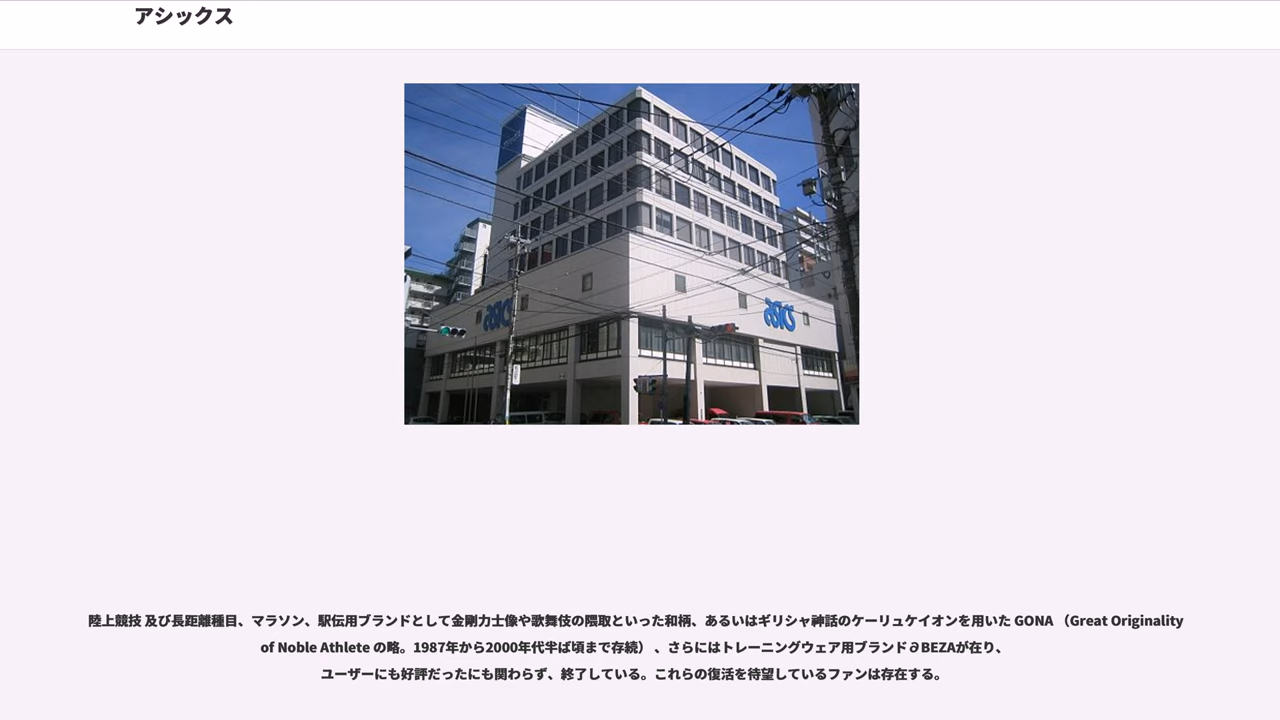 アシックス
asics
asics
陸上競技 及び長距離種目、マラソン、駅伝用ブランドとして金剛力士像や歌舞伎の隈取といった和柄、あるいはギリシャ神話のケーリュケイオンを用いた GONA （Great Originality
of Noble Athlete の略。1987年から2000年代半ば頃まで存続） 、さらにはトレーニングウェア用ブランド∂BEZAが在り、
ユーザーにも好評だったにも関わらず、終了している。これらの復活を待望しているファンは存在する。